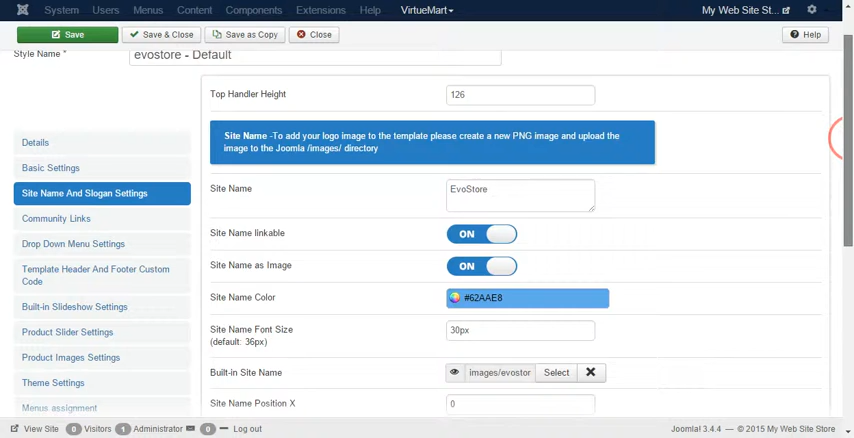 System Users Menus Content Components Extensions Help VirtueMart My Web Site St...
Save Save & Close Save as Copy Close Help
Style Name * evostore - Default
Top Handler Height 126
Site Name -To add your logo image to the template please create a new PNG image and upload the
image to the Joomla /images/ directory
Details
Basic Settings
Site Name And Slogan Settings
Community Links
Drop Down Menu Settings
Template Header And Footer Custom
Code
Built-in Slideshow Settings
Product Slider Settings
Product Images Settings
Theme Settings
Menus assignment
Site Name EvoStore
Site Name linkable ON
Site Name as Image ON
Site Name Color #62AAE8
Site Name Font Size 30px
(default: 36px)
Built-in Site Name images/evostor Select
Site Name Position X 0
View Site 0 Visitors 1 Administrator 0 Log out Joomla! 3.4.4 — © 2015 My Web Site Store